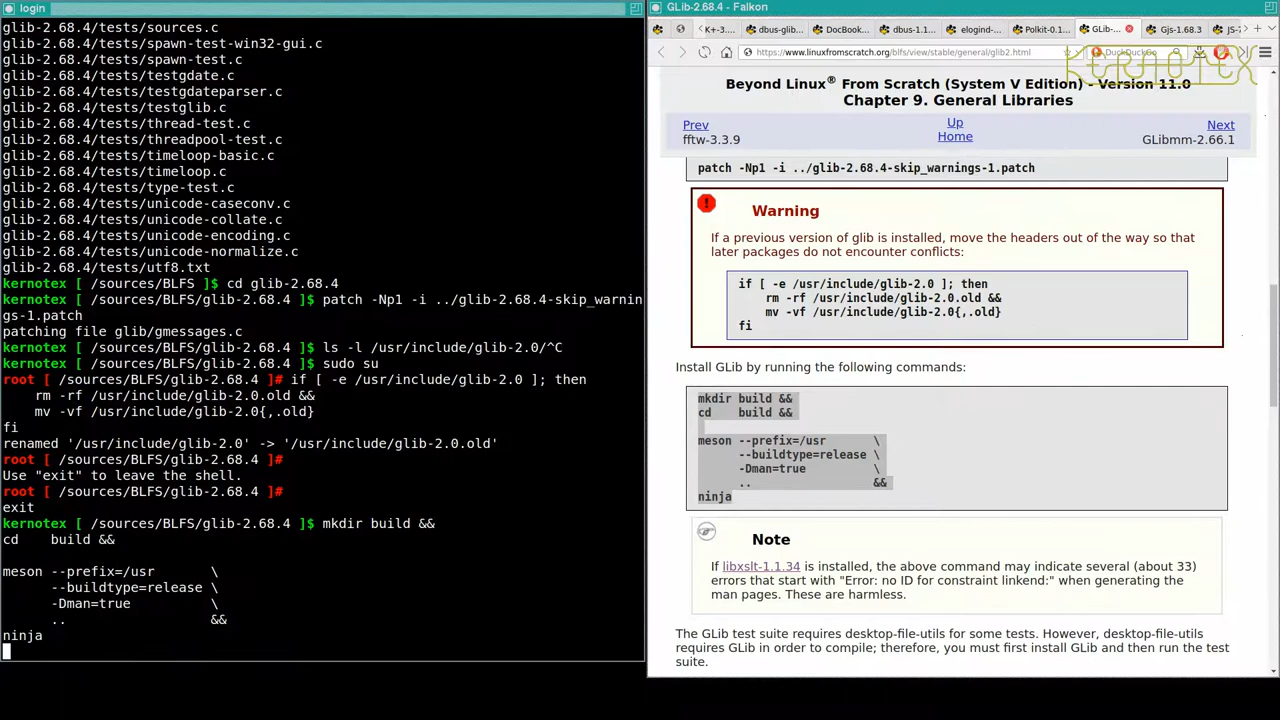 login
glib-2.68.4/tests/sources.c
glib-2.68.4/tests/spawn-test-win32-gui.c
glib-2.68.4/tests/spawn-test.c
glib-2.68.4/tests/testgdate.c
glib-2.68.4/tests/testgdateparser.c
glib-2.68.4/tests/testglib.c
glib-2.68.4/tests/thread-test.c
glib-2.68.4/tests/threadpool-test.c
glib-2.68.4/tests/timeloop-basic.c
glib-2.68.4/tests/timeloop.c
glib-2.68.4/tests/type-test.c
glib-2.68.4/tests/unicode-caseconv.c
glib-2.68.4/tests/unicode-collate.c
glib-2.68.4/tests/unicode-encoding.c
glib-2.68.4/tests/unicode-normalize.c
glib-2.68.4/tests/utf8.txt
kernotex [ /sources/BLFS ]$ cd glib-2.68.4
kernotex [ /sources/BLFS/glib-2.68.4 ]$ patch -Np1 -i ../glib-2.68.4-skip_warnin
gs-1.patch
patching file glib/gmessages.c
kernotex [ /sources/BLFS/glib-2.68.4 ]$ ls -l /usr/include/glib-2.0/^C
kernotex [ /sources/BLFS/glib-2.68.4 ]$ sudo su
root [ /sources/BLFS/glib-2.68.4 ]# if [ -e /usr/include/glib-2.0 ]; then
rm -rf /usr/include/glib-2.0.old &&
mv -vf /usr/include/glib-2.0{,.old}
fi
renamed '/usr/include/glib-2.0' -> '/usr/include/glib-2.0.old'
root [ /sources/BLFS/glib-2.68.4 ]#
Use "exit" to leave the shell.
root [ /sources/BLFS/glib-2.68.4 ]#
exit
kernotex [ /sources/BLFS/glib-2.68.4 ]$ mkdir build &&
cd    build &&
meson --prefix=/usr \
--buildtype=release \
-Dman=true \
.. &&
ninja
GLib-2.68.4 - Falkon
K+-3.... dbus-glib... DocBook... dbus-1.1... elogind-... Polkit-0.1... GLib-... Gjs-1.68.3 JS-7
https://www.linuxfromscratch.org/blfs/view/stable/general/glib2.html
DuckDuckGo
KERNOTEX
Beyond Linux® From Scratch (System V Edition) - Version 11.0
Chapter 9. General Libraries
Prev Up Next
fftw-3.3.9 Home GLibmm-2.66.1
patch -Np1 -i ../glib-2.68.4-skip_warnings-1.patch
Warning
If a previous version of glib is installed, move the headers out of the way so that
later packages do not encounter conflicts:
if [ -e /usr/include/glib-2.0 ]; then
rm -rf /usr/include/glib-2.0.old &&
mv -vf /usr/include/glib-2.0{,.old}
fi
Install GLib by running the following commands:
mkdir build &&
cd    build &&
meson --prefix=/usr \
--buildtype=release \
-Dman=true \
.. &&
ninja
Note
If libxslt-1.1.34 is installed, the above command may indicate several (about 33)
errors that start with "Error: no ID for constraint linkend:" when generating the
man pages. These are harmless.
The GLib test suite requires desktop-file-utils for some tests. However, desktop-file-utils
requires GLib in order to compile; therefore, you must first install GLib and then run the test
suite.